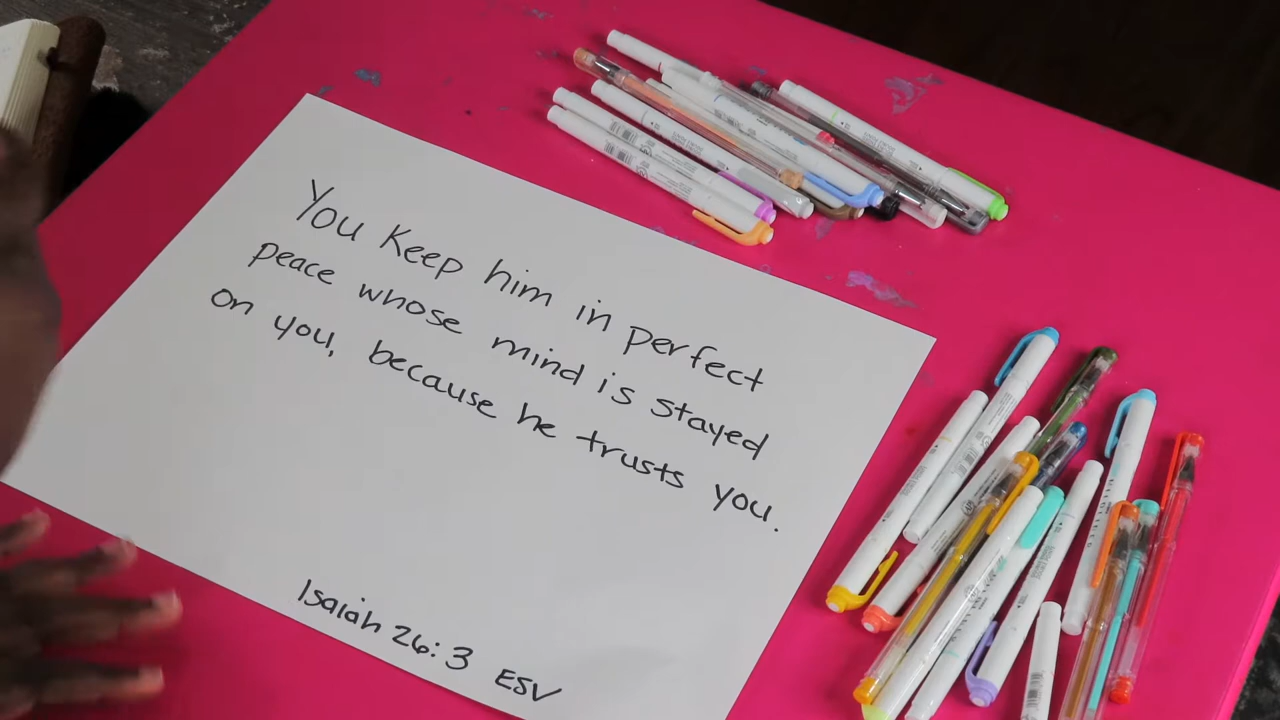 You Keep him in perfect
peace whose mind is stayed
on you, because he trusts you.
Isaiah 26:3 ESV